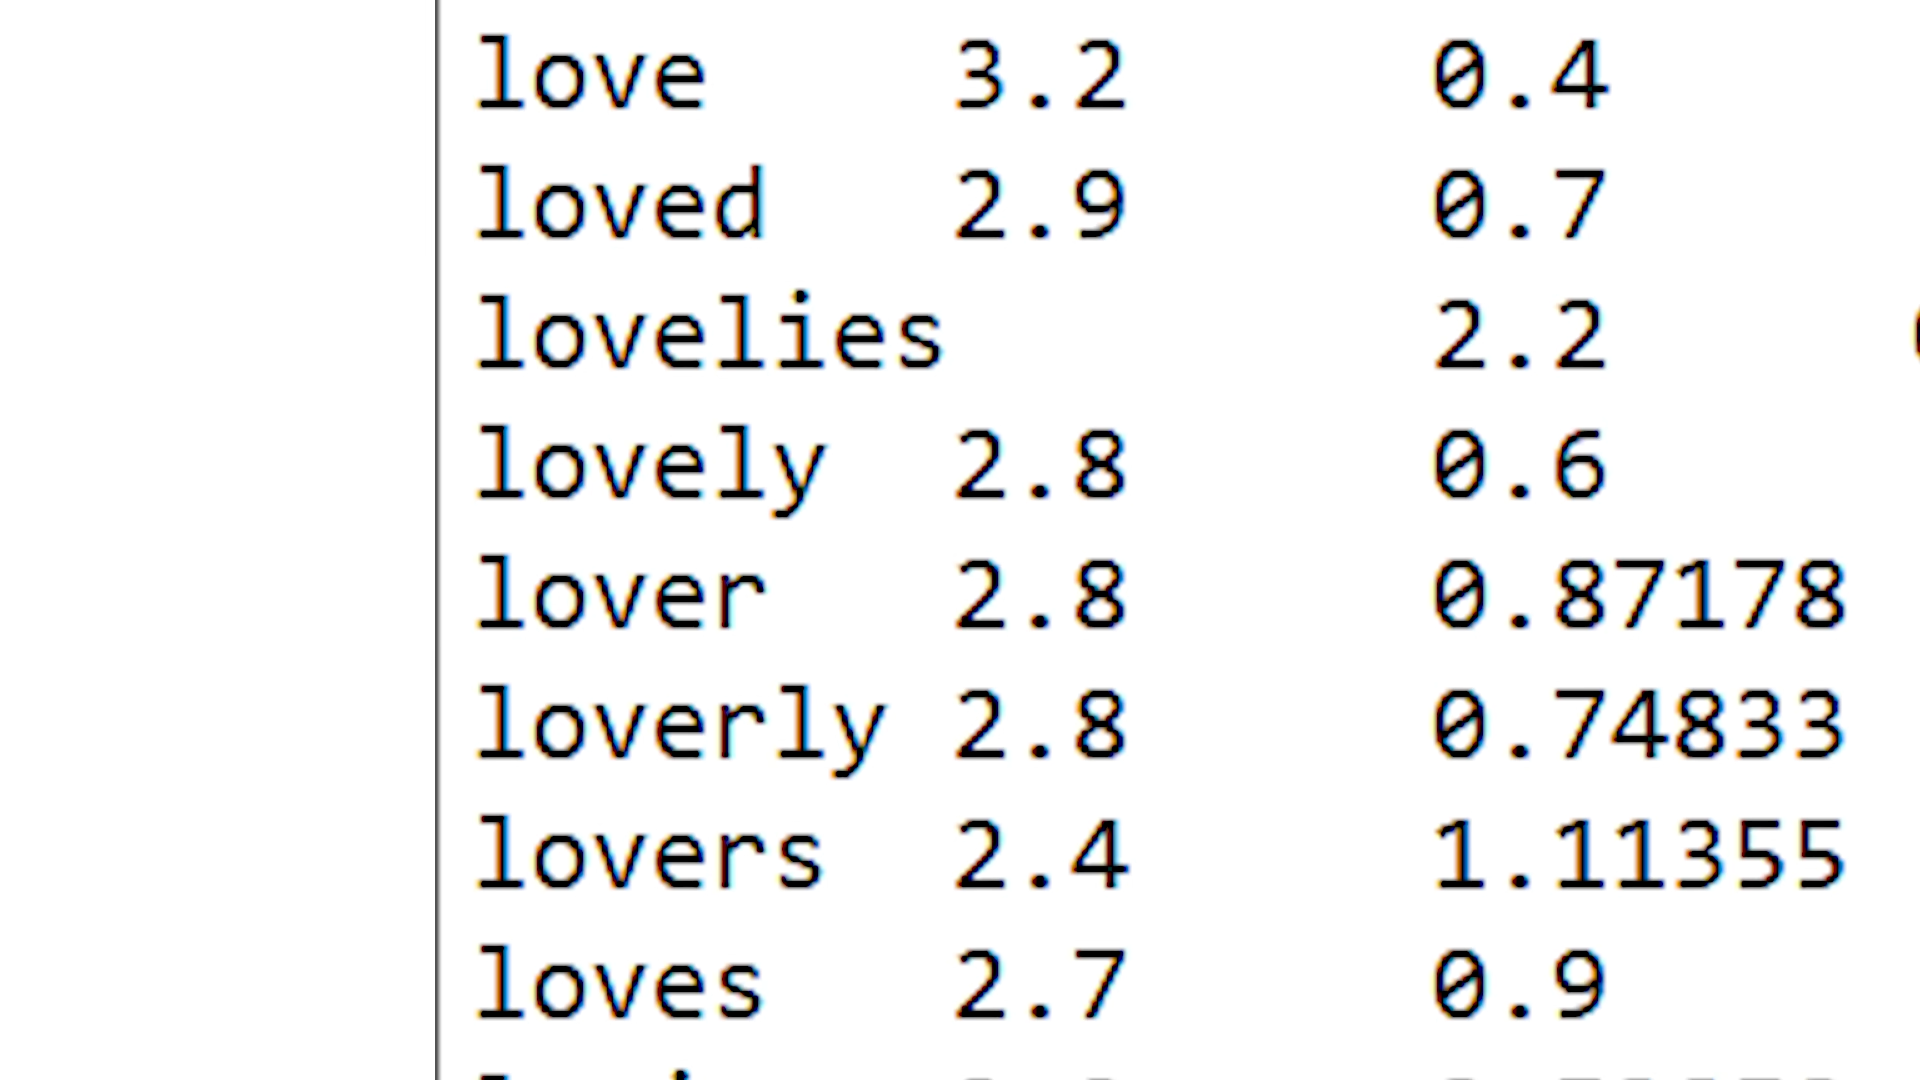 love 3.2 0.4
loved 2.9 0.7
lovelies 2.2
lovely 2.8 0.6
lover 2.8 0.87178
loverly 2.8 0.74833
lovers 2.4 1.11355
loves 2.7 0.9